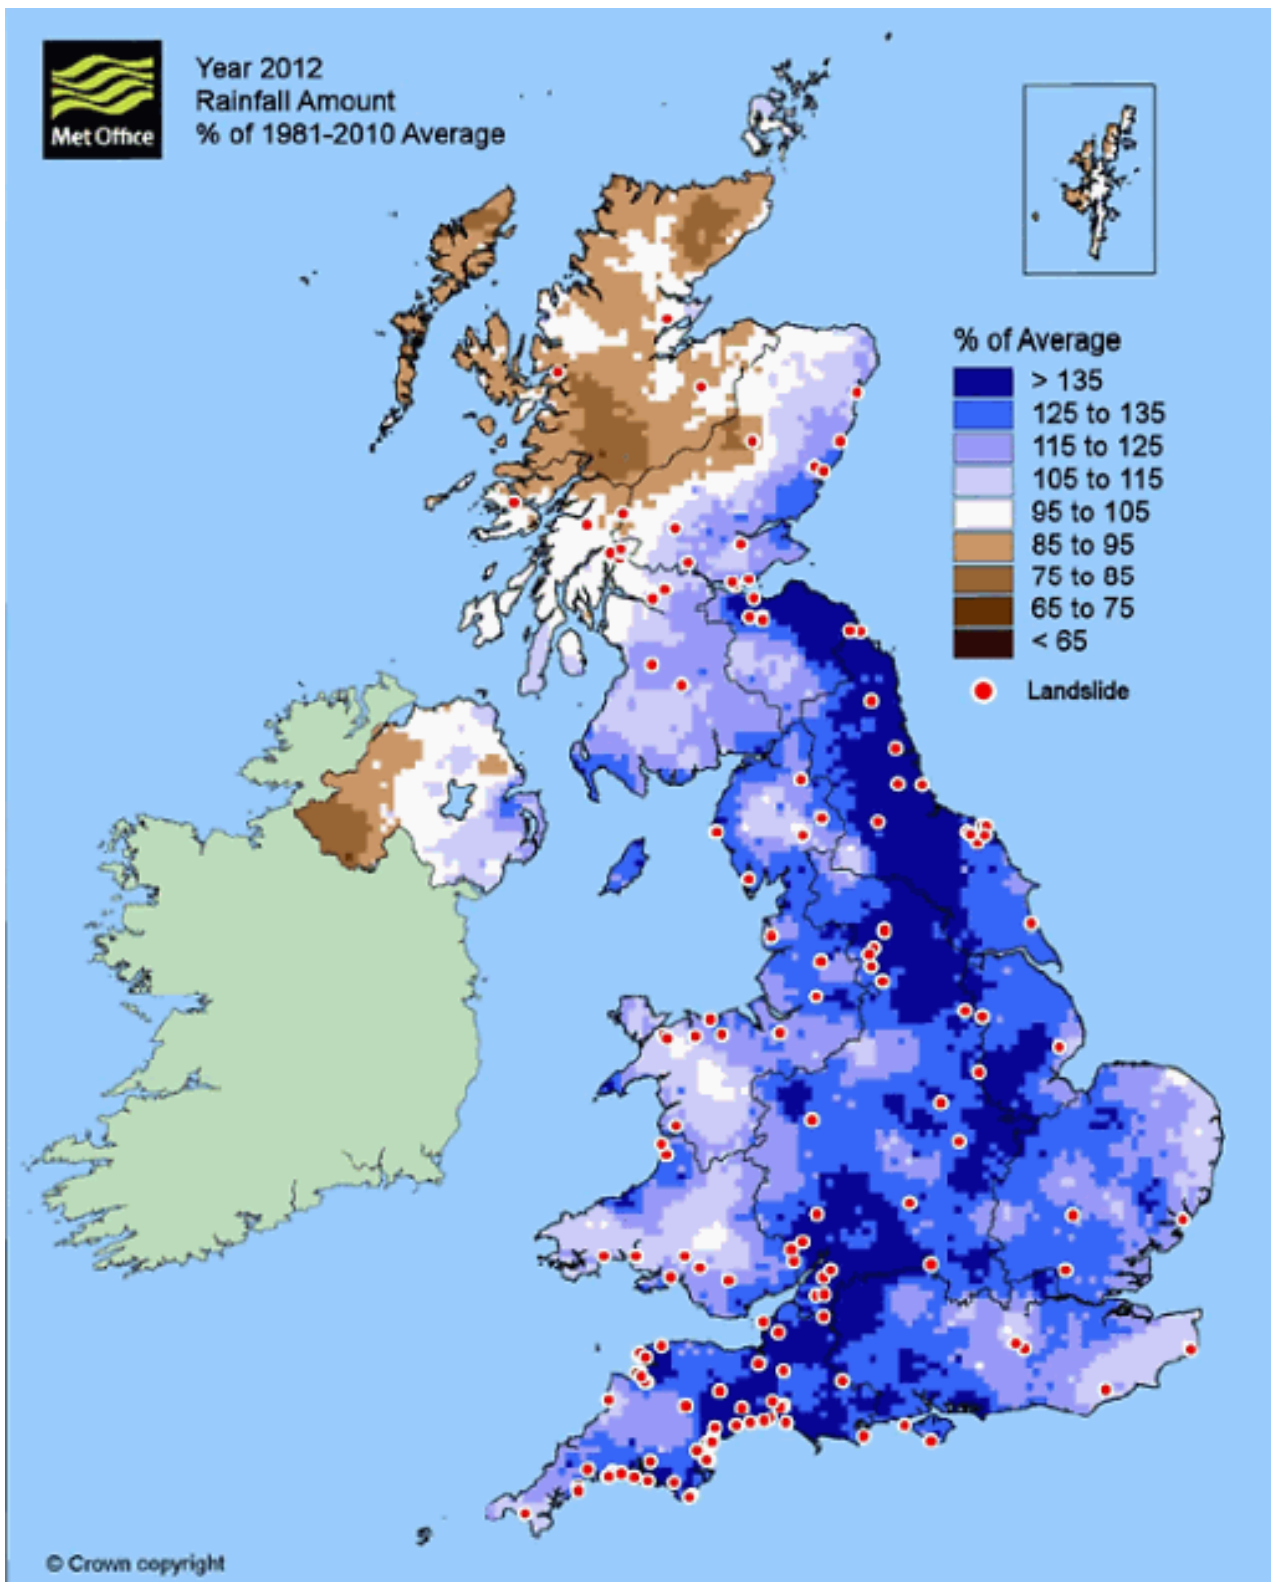 Met Office
Year 2012
Rainfall Amount
% of 1981-2010 Average
% of Average
> 135
125 to 135
115 to 125
105 to 115
95 to 105
85 to 95
75 to 85
65 to 75
< 65
Landslide
© Crown copyright